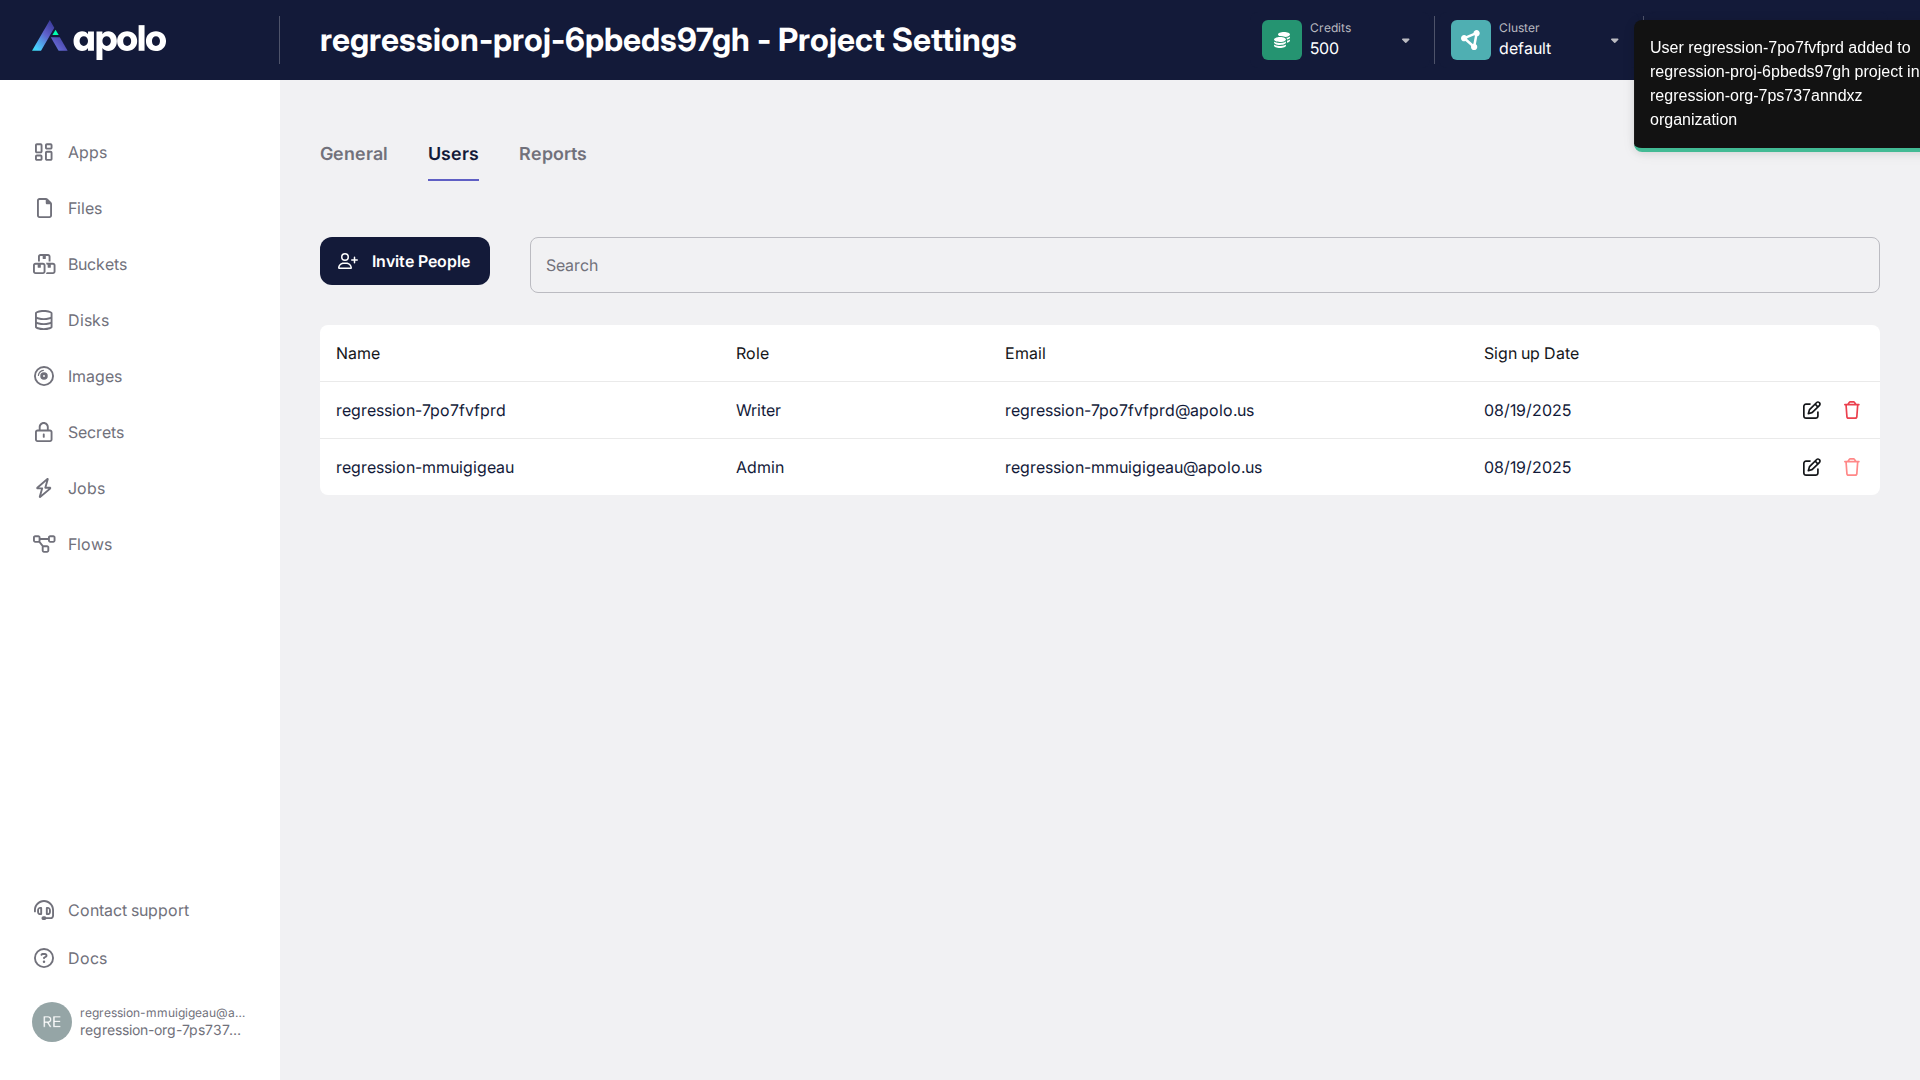 apolo
regression-proj-6pbeds97gh - Project Settings
Credits
500
Cluster
default
User regression-7po7fvfprd added to
regression-proj-6pbeds97gh project in
regression-org-7ps737anndxz
organization
Apps
Files
Buckets
Disks
Images
Secrets
Jobs
Flows
General Users Reports
Invite People
Search
Name Role Email Sign up Date
regression-7po7fvfprd Writer regression-7po7fvfprd@apolo.us 08/19/2025
regression-mmuigigeau Admin regression-mmuigigeau@apolo.us 08/19/2025
Contact support
Docs
RE
regression-mmuigigeau@a...
regression-org-7ps737...